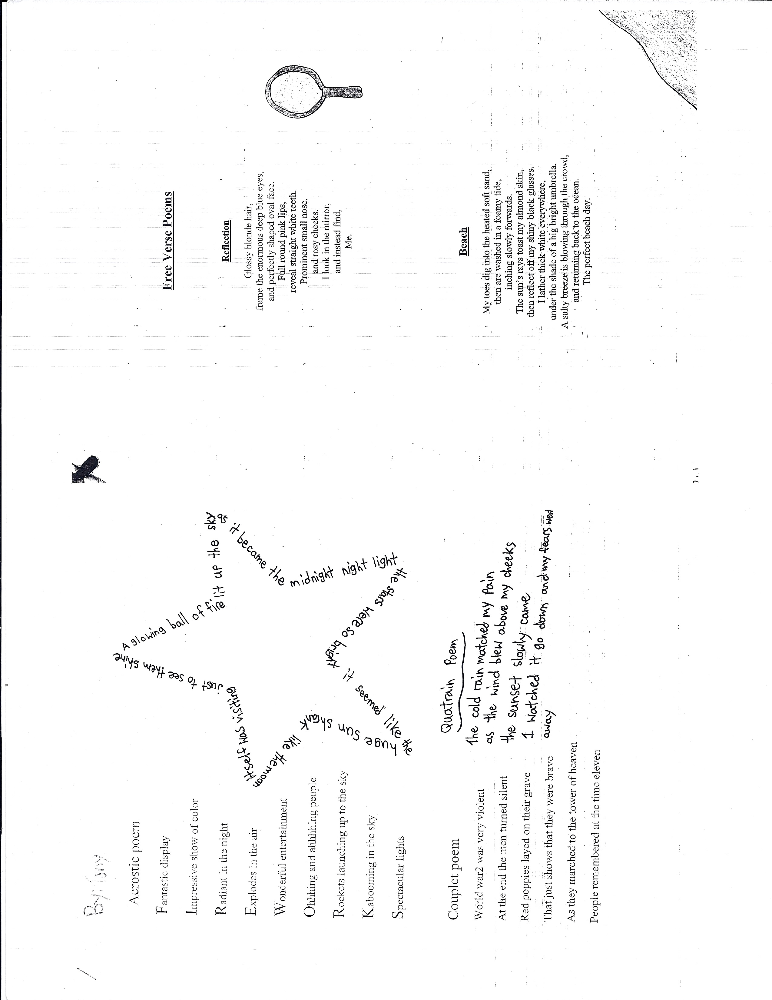 By: Tony
Acrostic poem
Fantastic display
Impressive show of color
Radiant in the night
Explodes in the air
Wonderful entertainment
Ohhhing and ahhhhing people
Rockets launching up to the sky
Kabooming in the sky
Spectacular lights
Couplet poem
World war2 was very violent
At the end the men turned silent
Red poppies layed on their grave
That just shows that they were brave
As they marched to the tower of heaven
People remembered at the time eleven
A glowing ball of fire
lit up the sky
as it became the
midnight night light
the stars were so bright
it seemed like the
huge sun shrank
like the moon
itself was visiting
just to see them shine
Quatrain Poem
The cold rain matched my Pain
as the wind blew above my cheeks
the sunset slowly came
I watched it go down and my fears went
away
Free Verse Poems
Reflection
Glossy blonde hair,
frame the enormous deep blue eyes,
and perfectly shaped oval face.
Full round pink lips,
reveal straight white teeth.
Prominent small nose,
and rosy cheeks.
I look in the mirror,
and instead find,
Me.
Beach
My toes dig into the heated soft sand,
then are washed in a foamy tide,
inching slowly forwards.
The sun's rays toast my almond skin,
then reflect off my shiny black glasses.
I lather thick white everywhere,
under the shade of a big bright umbrella.
A salty breeze is blowing through the crowd,
and returning back to the ocean.
The perfect beach day.